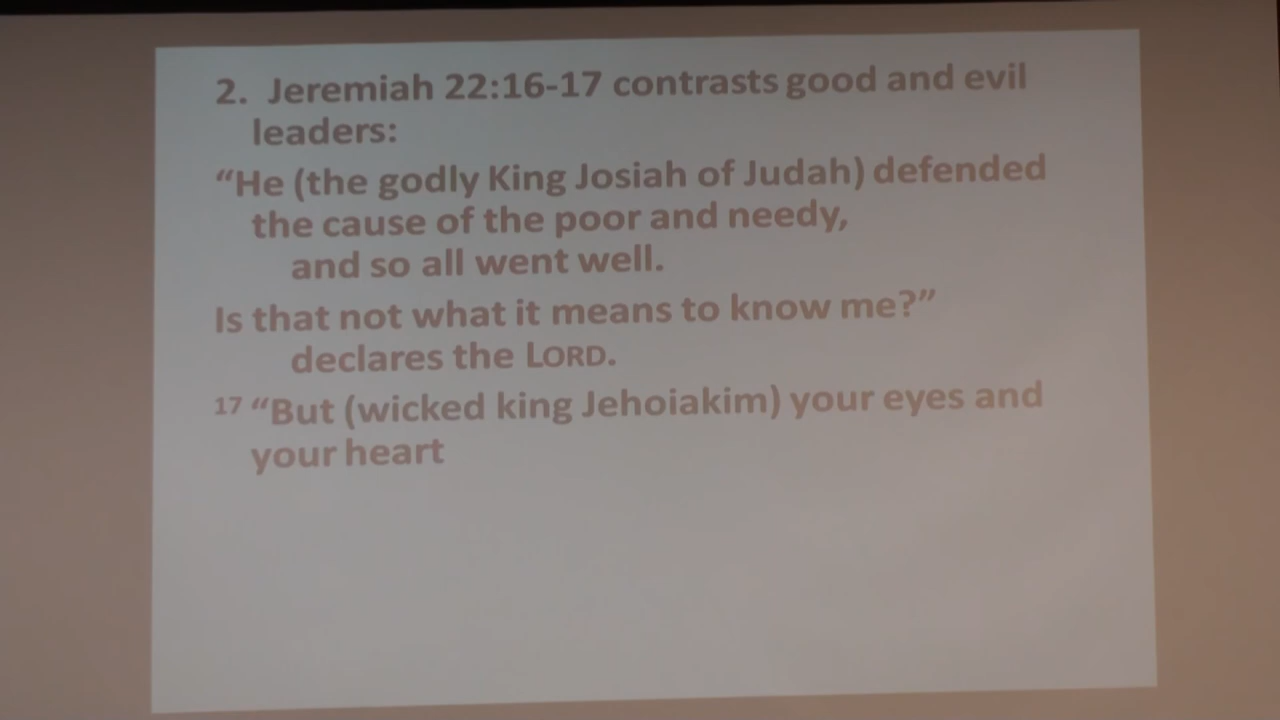 2. Jeremiah 22:16-17 contrasts good and evil
leaders:
“He (the godly King Josiah of Judah) defended
the cause of the poor and needy,
and so all went well.
Is that not what it means to know me?”
declares the LORD.
17 “But (wicked king Jehoiakim) your eyes and
your heart